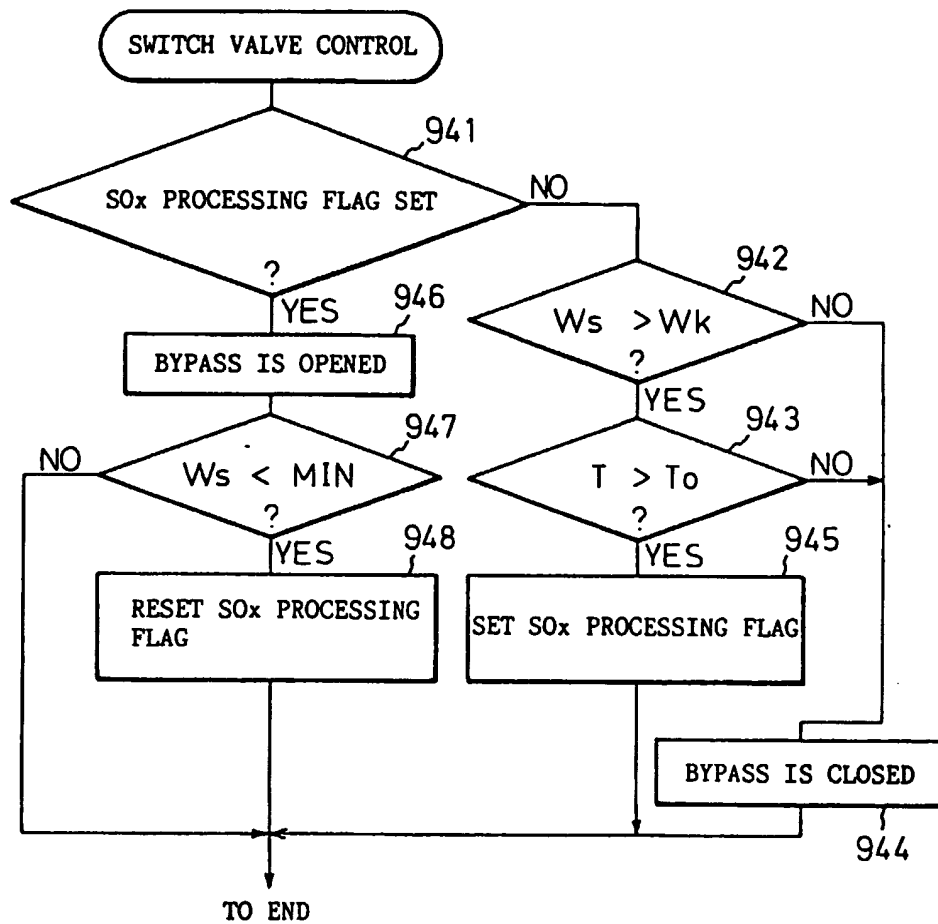 SWITCH VALVE CONTROL
941
SOx PROCESSING FLAG SET
?
NO
YES
942
Ws > Wk
?
NO
YES
946
BYPASS IS OPENED
947
Ws < MIN
?
NO
YES
943
T > To
?
NO
YES
948
RESET SOx PROCESSING
FLAG
945
SET SOx PROCESSING FLAG
BYPASS IS CLOSED
944
TO END